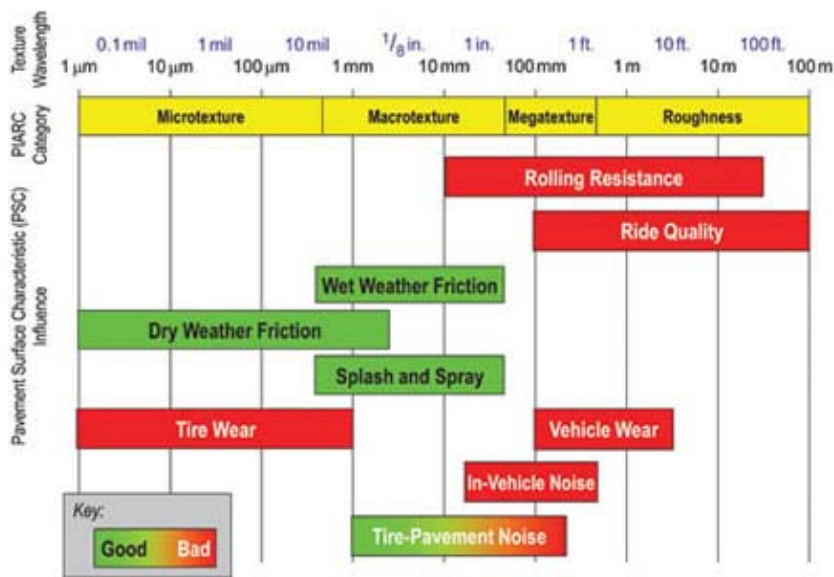 Texture
Wavelength
0.1 mil 1 mil 10 mil 1/8 in. 1 in. 1 ft. 10 ft. 100 ft.
1 µm 10 µm 100 µm 1 mm 10 mm 100 mm 1 m 10 m 100 m
PIARC
Category
Microtexture Macrotexture Megatexture Roughness
Pavement Surface Characteristic (PSC)
Influence
Rolling Resistance
Ride Quality
Wet Weather Friction
Dry Weather Friction
Splash and Spray
Tire Wear Vehicle Wear
In-Vehicle Noise
Tire-Pavement Noise
Key:
Good Bad